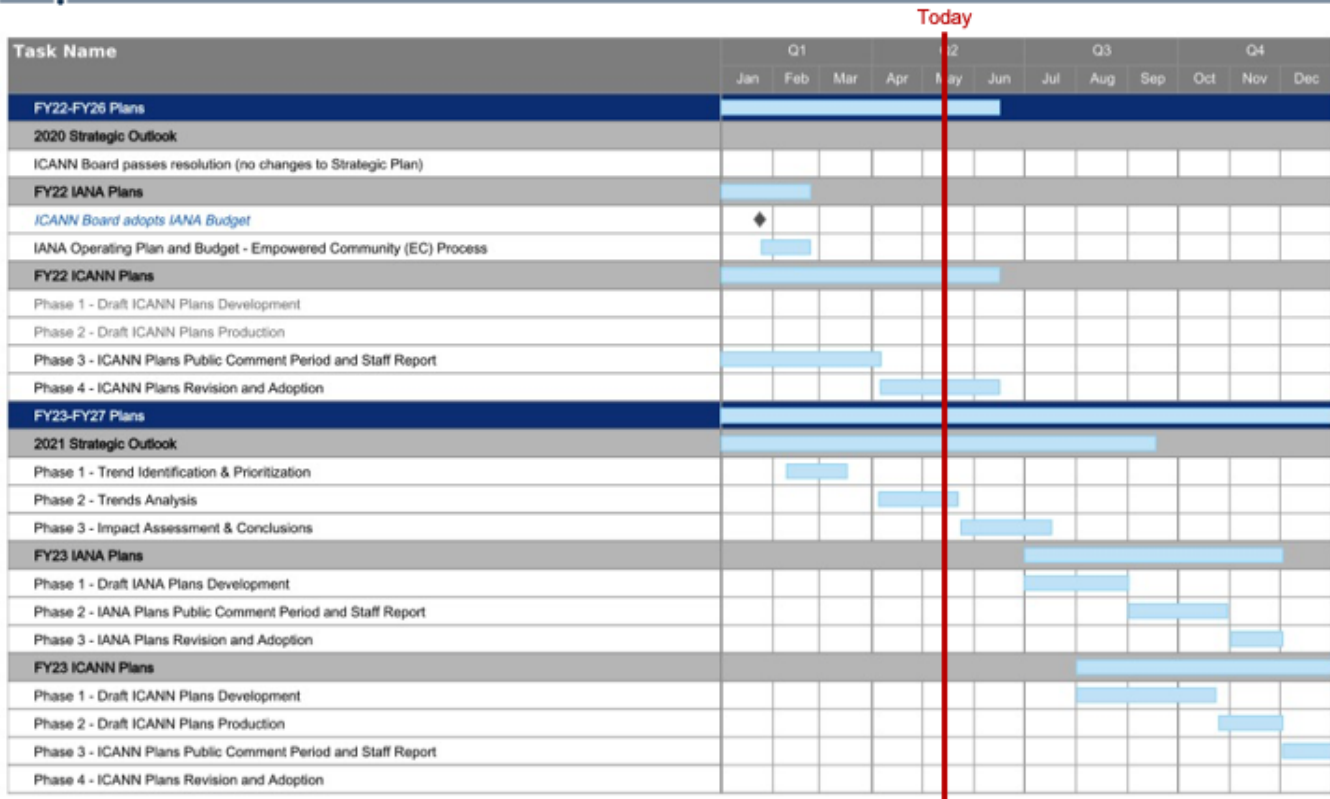 Today
Task Name
Q1 Q2 Q3 Q4
Jan Feb Mar Apr May Jun Jul Aug Sep Oct Nov Dec
FY22-FY26 Plans
2020 Strategic Outlook
ICANN Board passes resolution (no changes to Strategic Plan)
FY22 IANA Plans
ICANN Board adopts IANA Budget
IANA Operating Plan and Budget - Empowered Community (EC) Process
FY22 ICANN Plans
Phase 1 - Draft ICANN Plans Development
Phase 2 - Draft ICANN Plans Production
Phase 3 - ICANN Plans Public Comment Period and Staff Report
Phase 4 - ICANN Plans Revision and Adoption
FY23-FY27 Plans
2021 Strategic Outlook
Phase 1 - Trend Identification & Prioritization
Phase 2 - Trends Analysis
Phase 3 - Impact Assessment & Conclusions
FY23 IANA Plans
Phase 1 - Draft IANA Plans Development
Phase 2 - IANA Plans Public Comment Period and Staff Report
Phase 3 - IANA Plans Revision and Adoption
FY23 ICANN Plans
Phase 1 - Draft ICANN Plans Development
Phase 2 - Draft ICANN Plans Production
Phase 3 - ICANN Plans Public Comment Period and Staff Report
Phase 4 - ICANN Plans Revision and Adoption